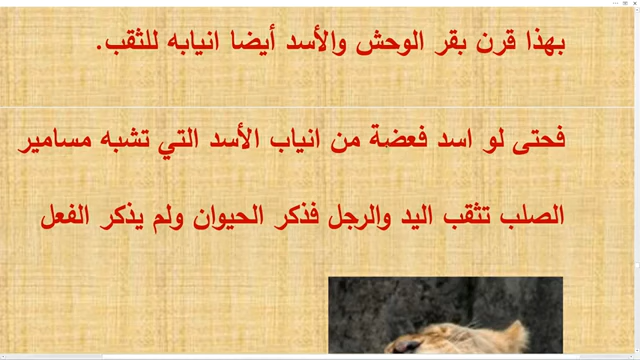 بهذا قرن بقر الوحش والأسد أيضا انيابه للثقب.
فحتى لو اسد فعضة من انياب الأسد التي تشبه مسامير
الصلب تثقب اليد والرجل فذكر الحيوان ولم يذكر الفعل